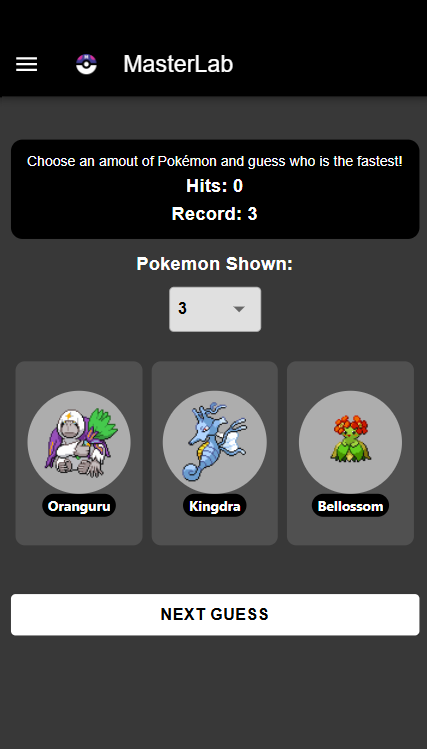 MasterLab
Choose an amout of Pokémon and guess who is the fastest!
Hits: 0
Record: 3
Pokemon Shown:
3
Oranguru
Kingdra
Bellossom
NEXT GUESS